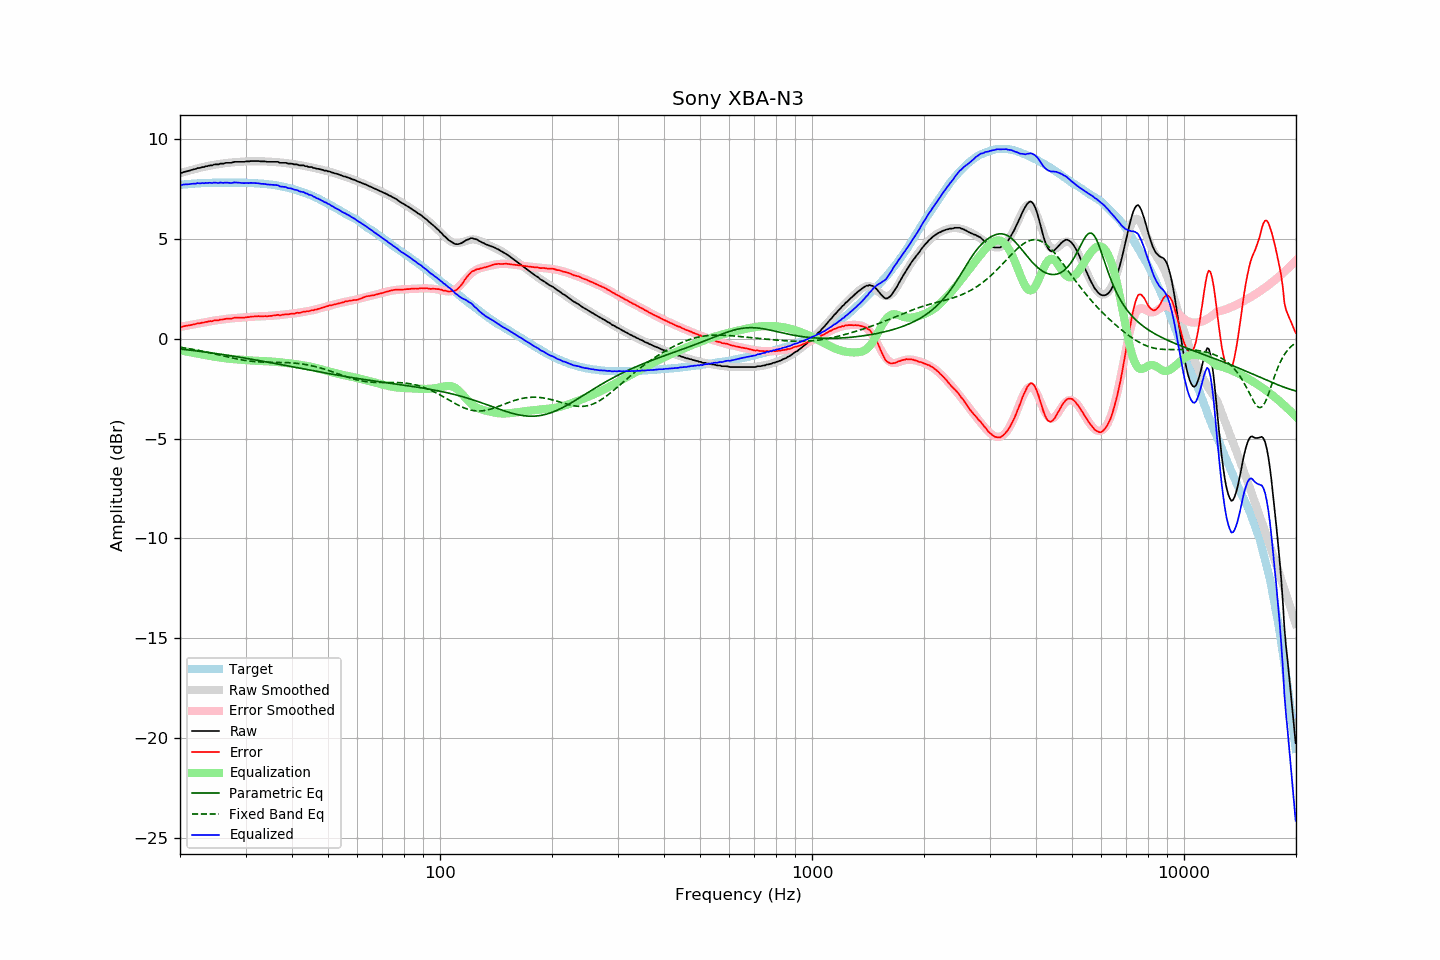 Sony XBA-N3
10
5
0
−5
−10
−15
−20
−25
Amplitude (dBr)
Target
Raw Smoothed
Error Smoothed
Raw
Error
Equalization
Parametric Eq
Fixed Band Eq
Equalized
100
1000
10000
Frequency (Hz)